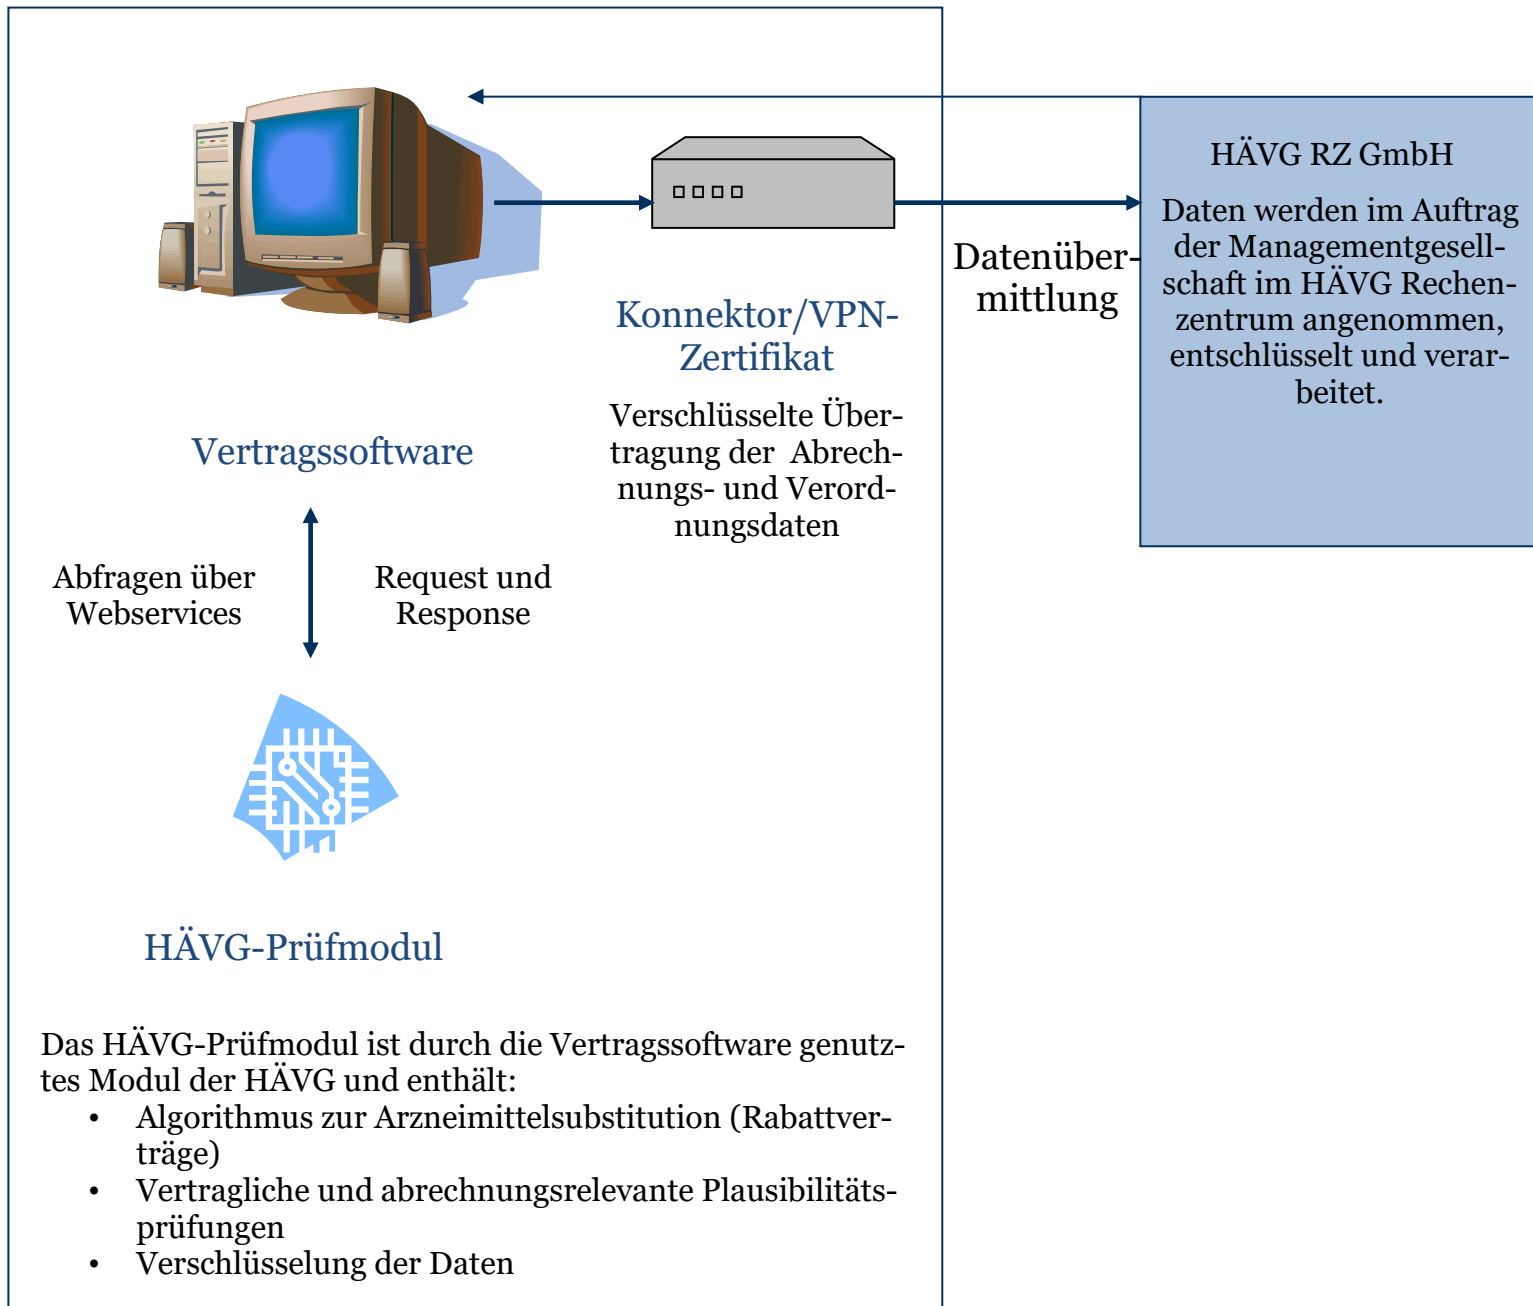 HÄVG RZ GmbH
Daten werden im Auftrag
der Managementgesell-
schaft im HÄVG Rechen-
zentrum angenommen,
entschlüsselt und verar-
beitet.
Datenüber-
mittlung
Konnektor/VPN-
Zertifikat
Verschlüsselte Über-
tragung der  Abrech-
nungs- und Verord-
nungsdaten
Vertragssoftware
Abfragen über
Webservices
Request und
Response
HÄVG-Prüfmodul
Das HÄVG-Prüfmodul ist durch die Vertragssoftware genutz-
tes Modul der HÄVG und enthält:
• Algorithmus zur Arzneimittelsubstitution (Rabattver-
träge)
• Vertragliche und abrechnungsrelevante Plausibilitäts-
prüfungen
• Verschlüsselung der Daten